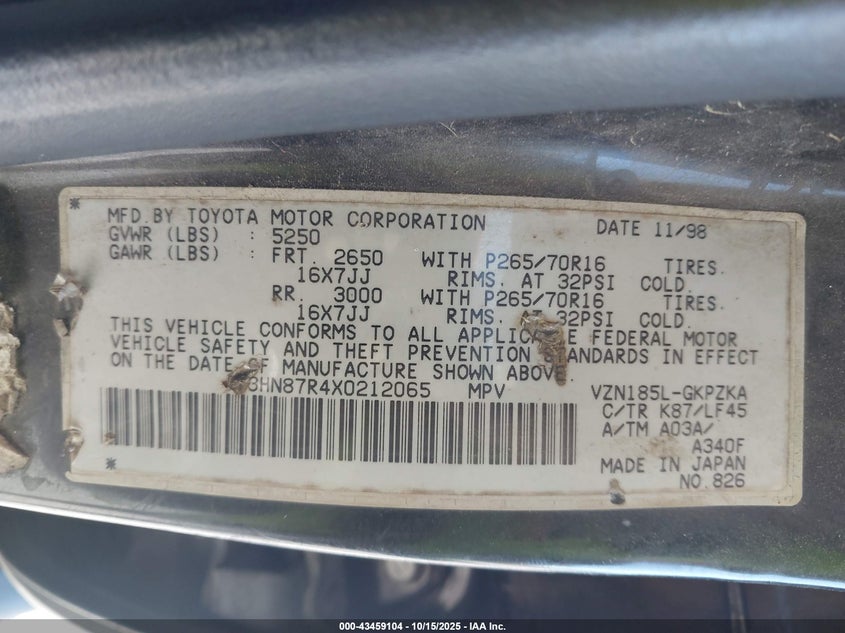 MFD.BY TOYOTA MOTOR CORPORATION DATE 11/98
GVWR (LBS) : 5250
GAWR (LBS) : FRT. 2650 WITH P265/70R16 TIRES.
16X7JJ RIMS. AT 32PSI COLD.
RR. 3000 WITH P265/70R16 TIRES.
16X7JJ RIMS. 32PSI COLD.
THIS VEHICLE CONFORMS TO ALL APPLICABLE FEDERAL MOTOR
VEHICLE SAFETY AND THEFT PREVENTION STANDARDS IN EFFECT
ON THE DATE MANUFACTURE SHOWN ABOVE.
3HN87R4X0212065 MPV VZN185L-GKPZKA
C/TR K87/LF45
A/TM A03A/
A340F
MADE IN JAPAN
NO.826
000-43459104 - 10/15/2025 - IAA Inc.